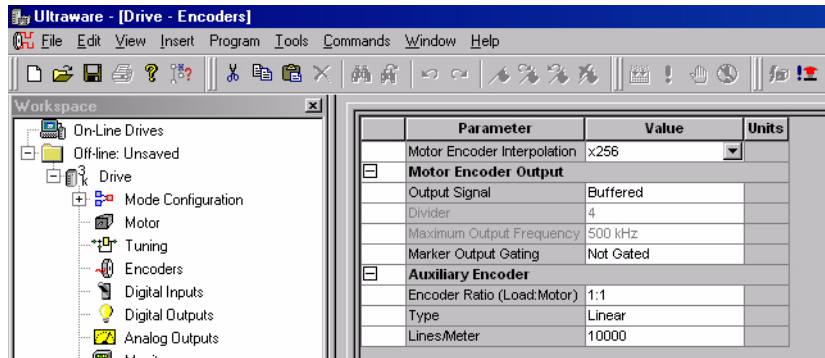 Ultraware - [Drive - Encoders]
File Edit View Insert Program Tools Commands Window Help
Workspace
On-Line Drives
Off-line: Unsaved
Drive
Mode Configuration
Motor
Tuning
Encoders
Digital Inputs
Digital Outputs
Analog Outputs
Parameter Value Units
Motor Encoder Interpolation x256
Motor Encoder Output
Output Signal Buffered
Divider 4
Maximum Output Frequency 500 kHz
Marker Output Gating Not Gated
Auxiliary Encoder
Encoder Ratio (Load:Motor) 1:1
Type Linear
Lines/Meter 10000